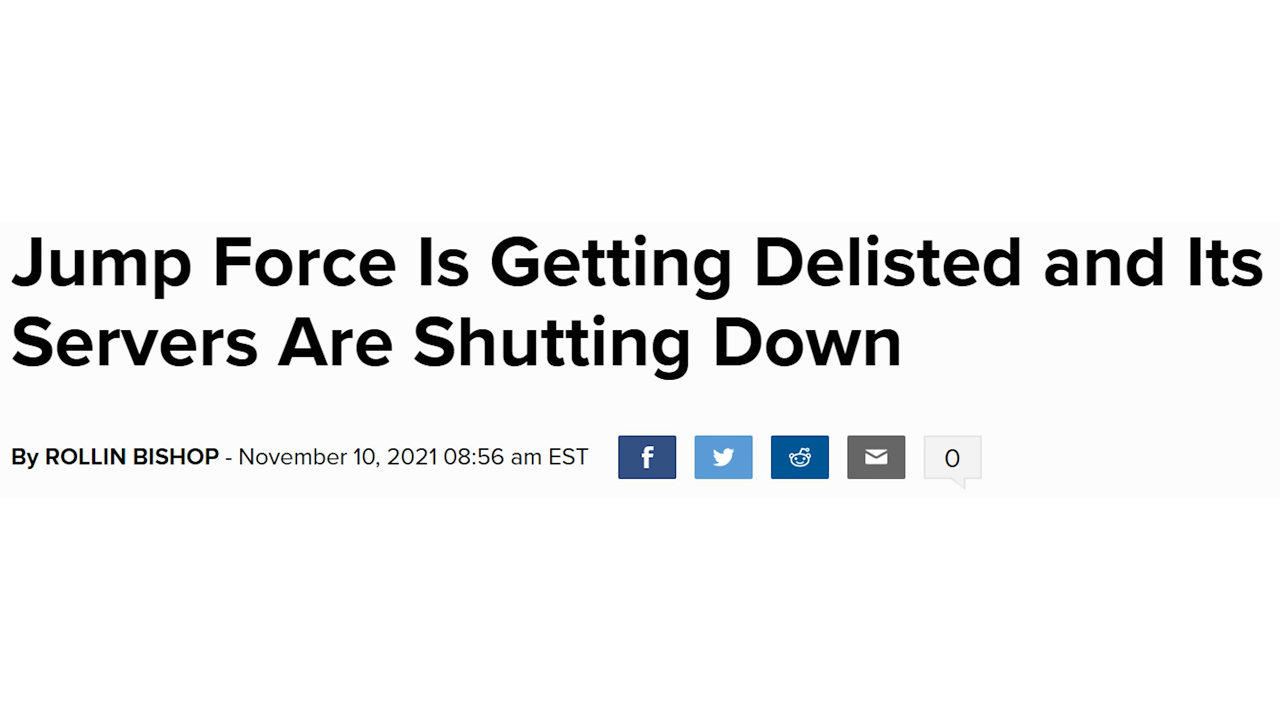 Jump Force Is Getting Delisted and Its
Servers Are Shutting Down
By ROLLIN BISHOP - November 10, 2021 08:56 am EST
0